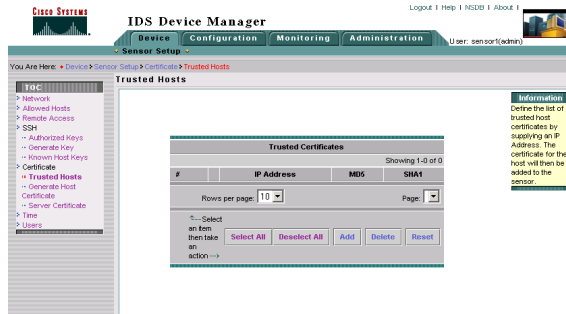 CISCO SYSTEMS
Logout | Help | NSDB | About |
IDS Device Manager
Device Configuration Monitoring Administration
User: sensor1(admin)
Sensor Setup
You Are Here: Device > Sensor Setup > Certificate > Trusted Hosts
TOC
Network
Allowed Hosts
Remote Access
SSH
Authorized Keys
Generate Key
Known Host Keys
Certificate
Trusted Hosts
Generate Host
Certificate
Server Certificate
Time
Users
Trusted Hosts
Trusted Certificates
Showing 1-0 of 0
# IP Address MD5 SHA1
Rows per page: 10 Page:
Select
an item
then take
an
action-->
Select All Deselect All Add Delete Reset
Information
Define the list of
trusted host
certificates by
supplying an IP
Address. The
certificate for the
host will then be
added to the
sensor.